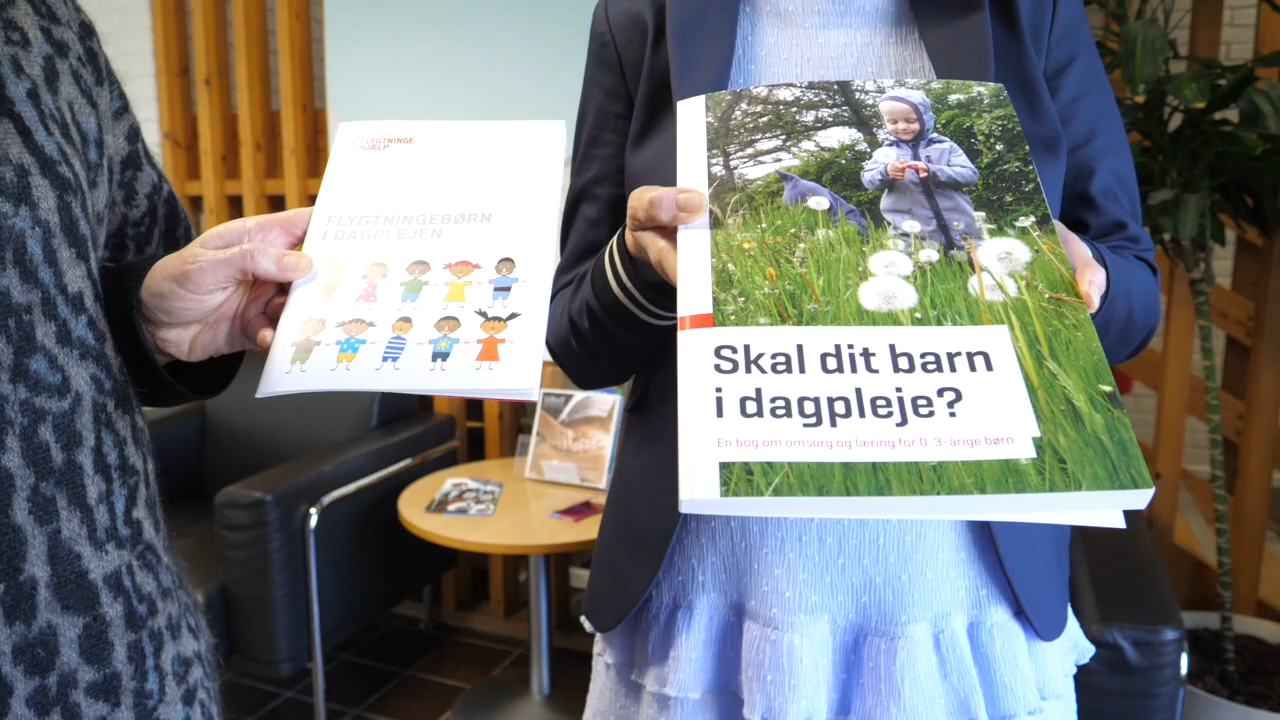 FLYGTNINGE
HJÆLP
FLYGTNINGEBØRN
I DAGPLEJEN
Skal dit barn
i dagpleje?
En bog om omsorg og læring for 0-3-årige børn